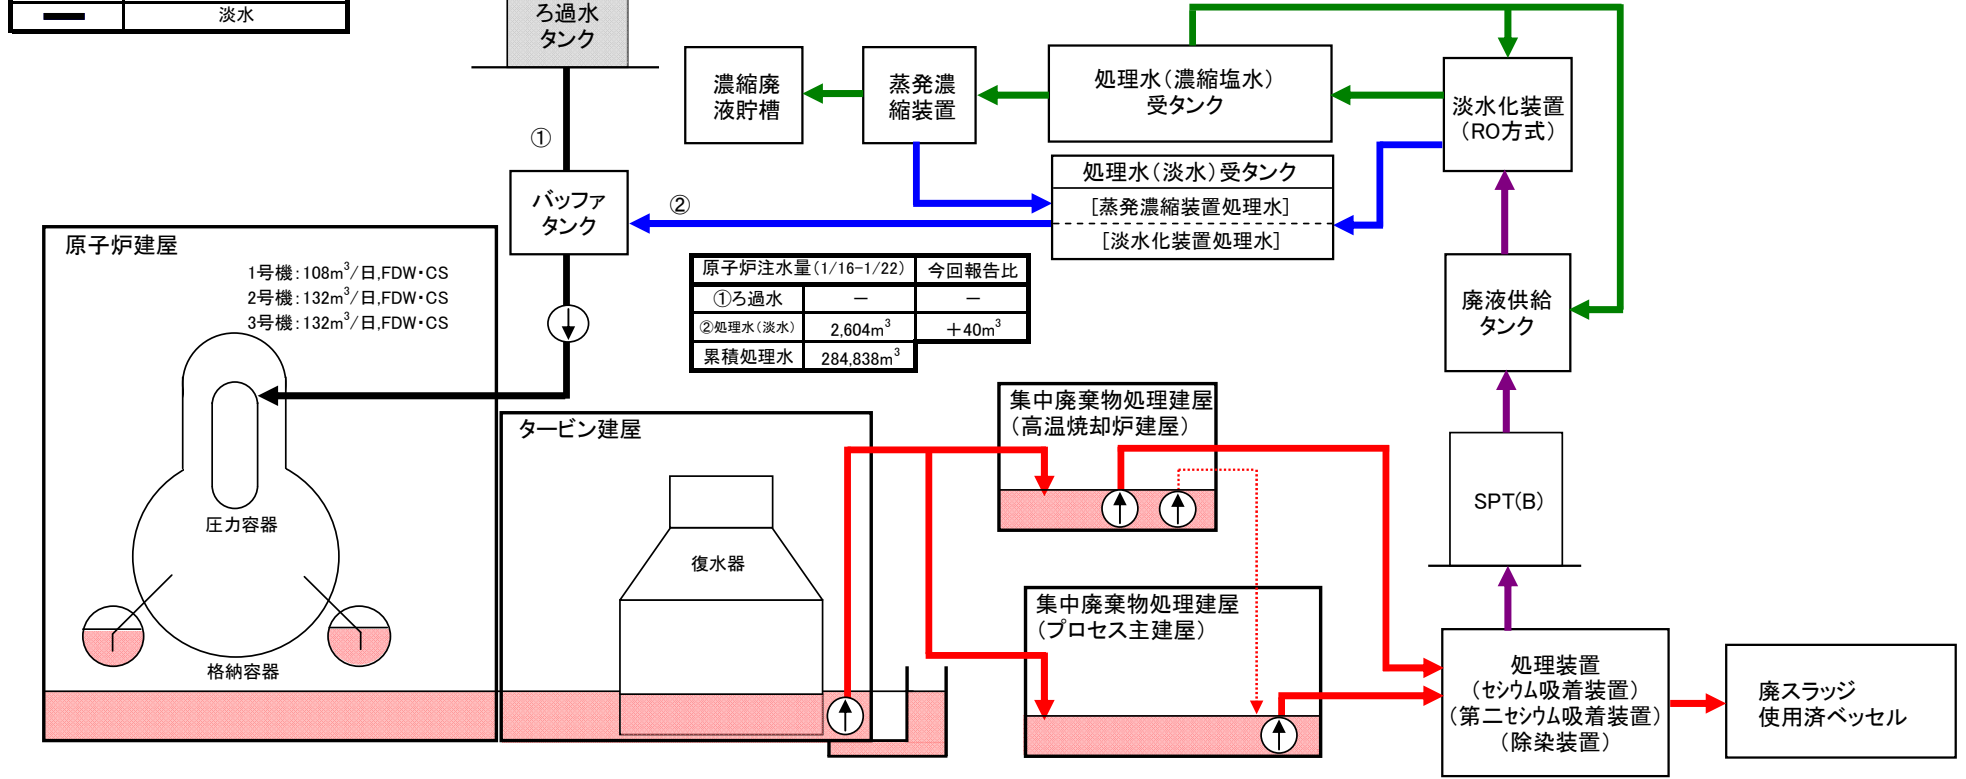 淡水
ろ過水
タンク
①
バッファ
タンク
②
濃縮廃
液貯槽
蒸発濃
縮装置
処理水(濃縮塩水)
受タンク
淡水化装置
(RO方式)
処理水(淡水)受タンク
[蒸発濃縮装置処理水]
[淡水化装置処理水]
廃液供給
タンク
SPT(B)
原子炉建屋
1号機:108m³/日,FDW・CS
2号機:132m³/日,FDW・CS
3号機:132m³/日,FDW・CS
圧力容器
格納容器
原子炉注水量(1/16-1/22) 今回報告比
①ろ過水 － －
②処理水(淡水) 2,604m³ ＋40m³
累積処理水 284,838m³
タービン建屋
復水器
集中廃棄物処理建屋
(高温焼却炉建屋)
集中廃棄物処理建屋
(プロセス主建屋)
処理装置
(セシウム吸着装置)
(第二セシウム吸着装置)
(除染装置)
廃スラッジ
使用済ベッセル